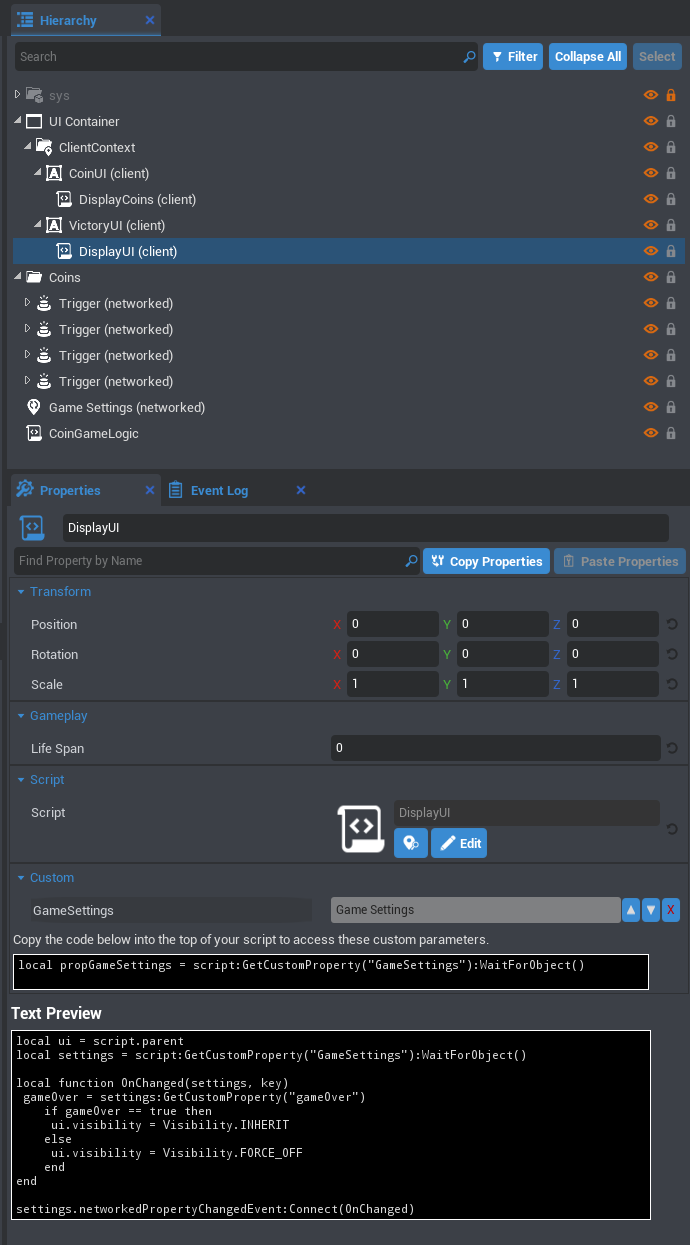 Hierarchy
Search Filter Collapse All Select
sys
UI Container
ClientContext
CoinUI (client)
DisplayCoins (client)
VictoryUI (client)
DisplayUI (client)
Coins
Trigger (networked)
Trigger (networked)
Trigger (networked)
Trigger (networked)
Game Settings (networked)
CoinGameLogic
Properties Event Log
DisplayUI
Find Property by Name Copy Properties Paste Properties
Transform
Position X 0 Y 0 Z 0
Rotation X 0 Y 0 Z 0
Scale X 1 Y 1 Z 1
Gameplay
Life Span 0
Script
Script DisplayUI
Edit
Custom
GameSettings Game Settings X
Copy the code below into the top of your script to access these custom parameters.
local propGameSettings = script:GetCustomProperty("GameSettings"):WaitForObject()
Text Preview
local ui = script.parent
local settings = script:GetCustomProperty("GameSettings"):WaitForObject()
local function OnChanged(settings, key)
gameOver = settings:GetCustomProperty("gameOver")
if gameOver == true then
ui.visibility = Visibility.INHERIT
else
ui.visibility = Visibility.FORCE_OFF
end
end
settings.networkedPropertyChangedEvent:Connect(OnChanged)